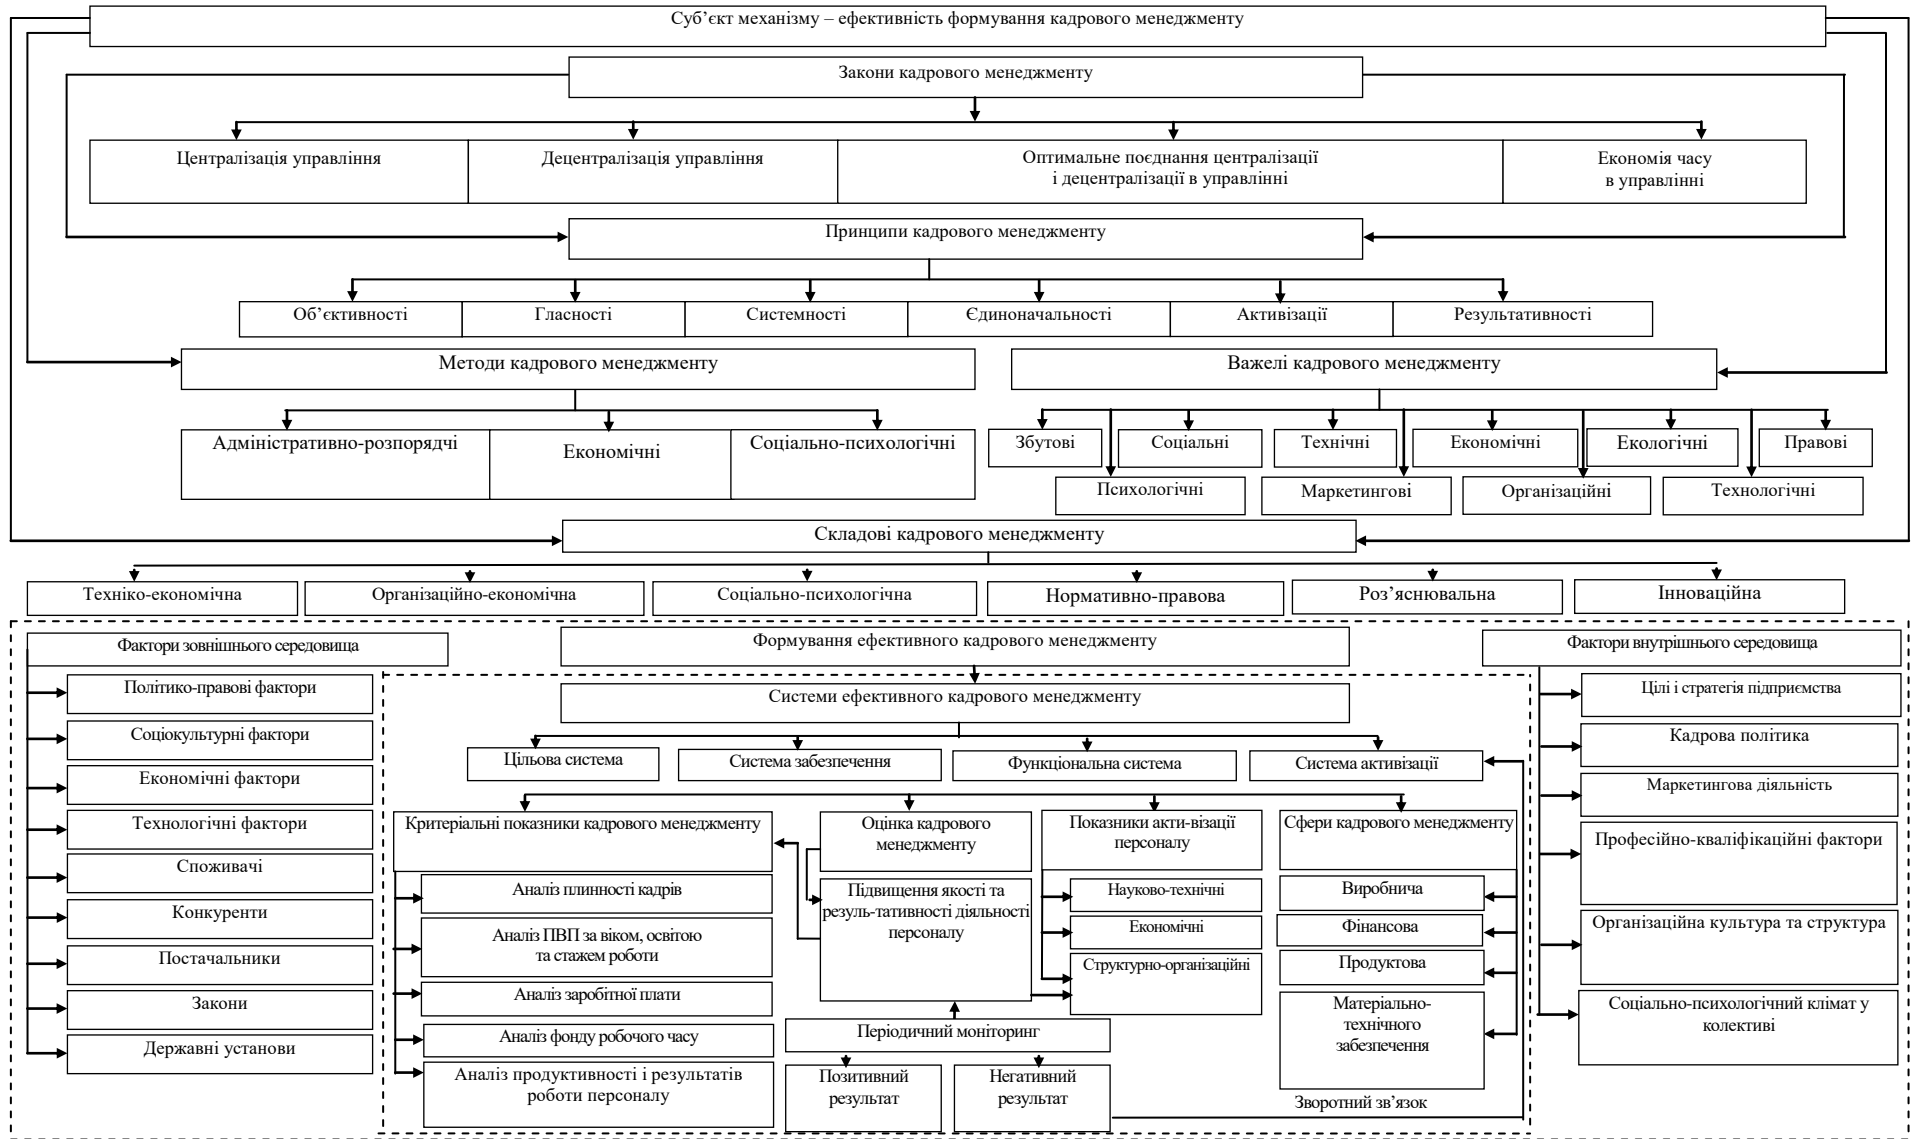 Суб’єкт механізму – ефективність формування кадрового менеджменту
Закони кадрового менеджменту
Централізація управління
Децентралізація управління
Оптимальне поєднання централізації
і децентралізації в управлінні
Економія часу
в управлінні
Принципи кадрового менеджменту
Об’єктивності
Гласності
Системності
Єдиноначальності
Активізації
Результативності
Методи кадрового менеджменту
Важелі кадрового менеджменту
Адміністративно-розпорядчі
Економічні
Соціально-психологічні
Збутові
Соціальні
Технічні
Економічні
Екологічні
Правові
Психологічні
Маркетингові
Організаційні
Технологічні
Складові кадрового менеджменту
Техніко-економічна
Організаційно-економічна
Соціально-психологічна
Нормативно-правова
Роз’яснювальна
Інноваційна
Фактори зовнішнього середовища
Політико-правові фактори
Соціокультурні фактори
Економічні фактори
Технологічні фактори
Споживачі
Конкуренти
Постачальники
Закони
Державні установи
Формування ефективного кадрового менеджменту
Системи ефективного кадрового менеджменту
Цільова система
Система забезпечення
Функціональна система
Система активізації
Критеріальні показники кадрового менеджменту
Аналіз плинності кадрів
Аналіз ПВП за віком, освітою
та стажем роботи
Аналіз заробітної плати
Аналіз фонду робочого часу
Аналіз продуктивності і результатів
роботи персоналу
Оцінка кадрового
менеджменту
Підвищення якості та
резуль-тативності діяльності
персоналу
Періодичний моніторинг
Позитивний
результат
Негативний
результат
Показники акти-візації
персоналу
Науково-технічні
Економічні
Структурно-організаційні
Сфери кадрового менеджменту
Виробнича
Фінансова
Продуктова
Матеріально-
технічного
забезпечення
Зворотний зв’язок
Фактори внутрішнього середовища
Цілі і стратегія підприємства
Кадрова політика
Маркетингова діяльність
Професійно-кваліфікаційні фактори
Організаційна культура та структура
Соціально-психологічний клімат у
колективі